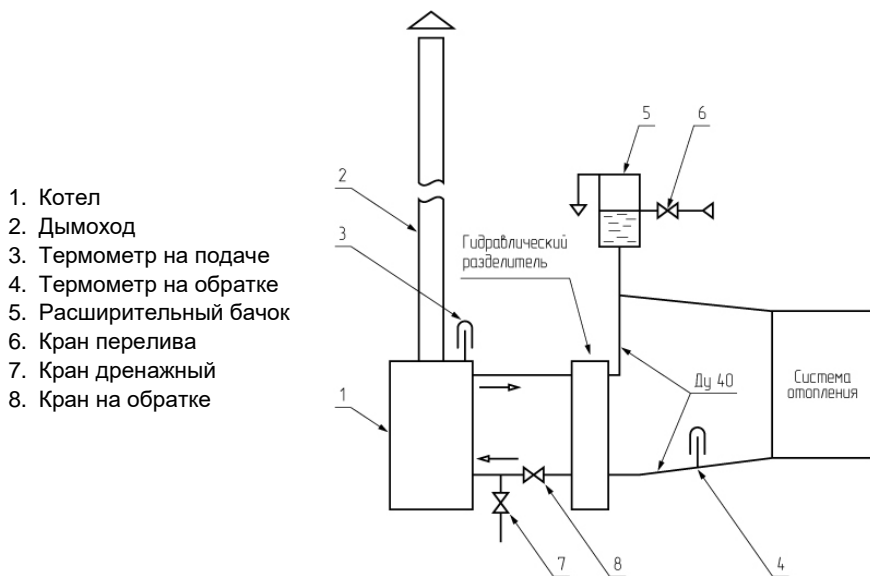 1. Котел
2. Дымоход
3. Термометр на подаче
4. Термометр на обратке
5. Расширительный бачок
6. Кран перелива
7. Кран дренажный
8. Кран на обратке
5
6
2
3
Гидравлический
разделитель
1
Ду 40
Система
отопления
7
8
4